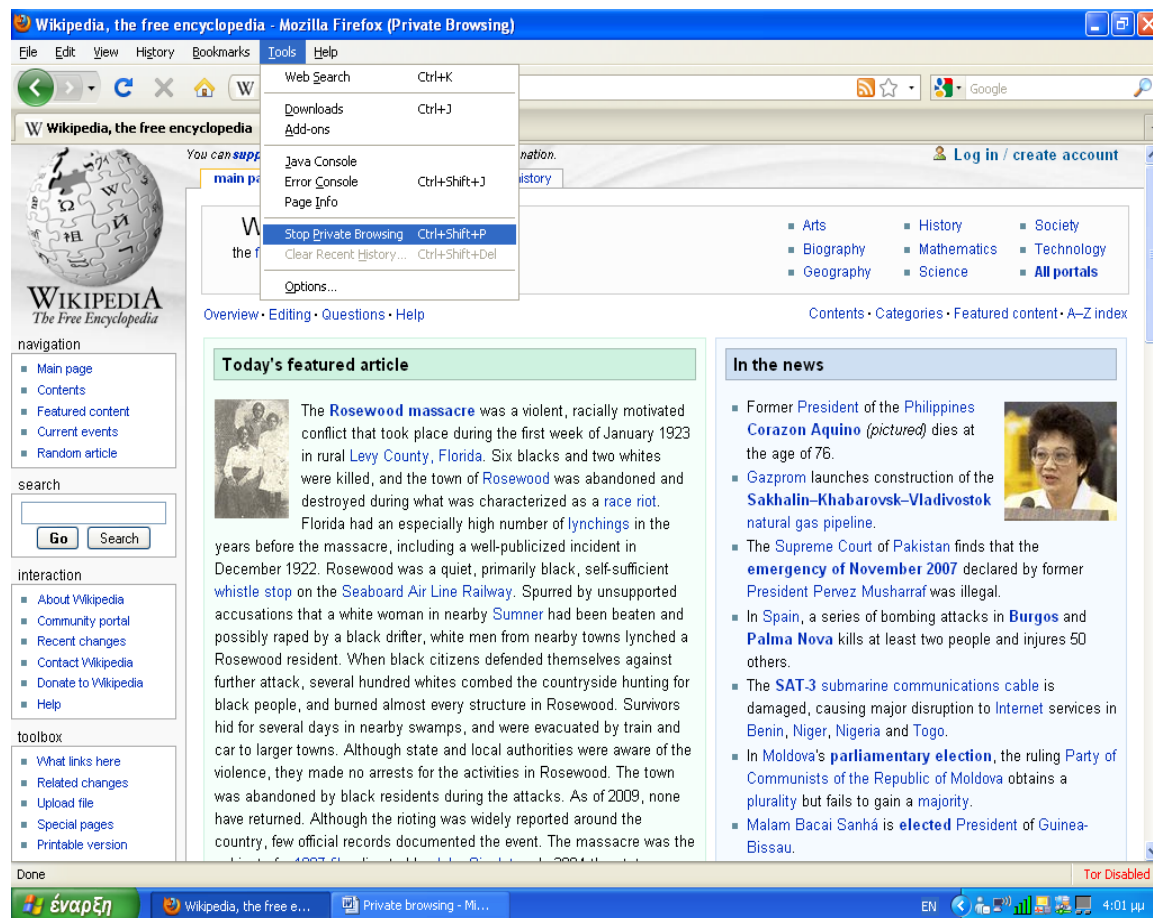 Wikipedia, the free encyclopedia - Mozilla Firefox (Private Browsing)
File Edit View History Bookmarks Tools Help
W
Google
Wikipedia, the free encyclopedia
Web Search Ctrl+K
Downloads Ctrl+J
Add-ons
Java Console
Error Console Ctrl+Shift+J
Page Info
Stop Private Browsing Ctrl+Shift+P
Clear Recent History... Ctrl+Shift+Del
Options...
You can supp
nation.
Log in / create account
main pa
istory
W
the f
Arts
Biography
Geography
History
Mathematics
Science
Society
Technology
All portals
Overview · Editing · Questions · Help
Contents · Categories · Featured content · A–Z index
WIKIPEDIA
The Free Encyclopedia
navigation
Main page
Contents
Featured content
Current events
Random article
search
Go Search
interaction
About Wikipedia
Community portal
Recent changes
Contact Wikipedia
Donate to Wikipedia
Help
toolbox
What links here
Related changes
Upload file
Special pages
Printable version
Today's featured article
The Rosewood massacre was a violent, racially motivated
conflict that took place during the first week of January 1923
in rural Levy County, Florida. Six blacks and two whites
were killed, and the town of Rosewood was abandoned and
destroyed during what was characterized as a race riot.
Florida had an especially high number of lynchings in the
years before the massacre, including a well-publicized incident in
December 1922. Rosewood was a quiet, primarily black, self-sufficient
whistle stop on the Seaboard Air Line Railway. Spurred by unsupported
accusations that a white woman in nearby Sumner had been beaten and
possibly raped by a black drifter, white men from nearby towns lynched a
Rosewood resident. When black citizens defended themselves against
further attack, several hundred whites combed the countryside hunting for
black people, and burned almost every structure in Rosewood. Survivors
hid for several days in nearby swamps, and were evacuated by train and
car to larger towns. Although state and local authorities were aware of the
violence, they made no arrests for the activities in Rosewood. The town
was abandoned by black residents during the attacks. As of 2009, none
have returned. Although the rioting was widely reported around the
country, few official records documented the event. The massacre was the
In the news
Former President of the Philippines
Corazon Aquino (pictured) dies at
the age of 76.
Gazprom launches construction of the
Sakhalin–Khabarovsk–Vladivostok
natural gas pipeline.
The Supreme Court of Pakistan finds that the
emergency of November 2007 declared by former
President Pervez Musharraf was illegal.
In Spain, a series of bombing attacks in Burgos and
Palma Nova kills at least two people and injures 50
others.
The SAT-3 submarine communications cable is
damaged, causing major disruption to Internet services in
Benin, Niger, Nigeria and Togo.
In Moldova's parliamentary election, the ruling Party of
Communists of the Republic of Moldova obtains a
plurality but fails to gain a majority.
Malam Bacai Sanhá is elected President of Guinea-
Bissau.
Done
Tor Disabled
έναρξη
Wikipedia, the free e...
Private browsing - Mi...
EN
4:01 μμ